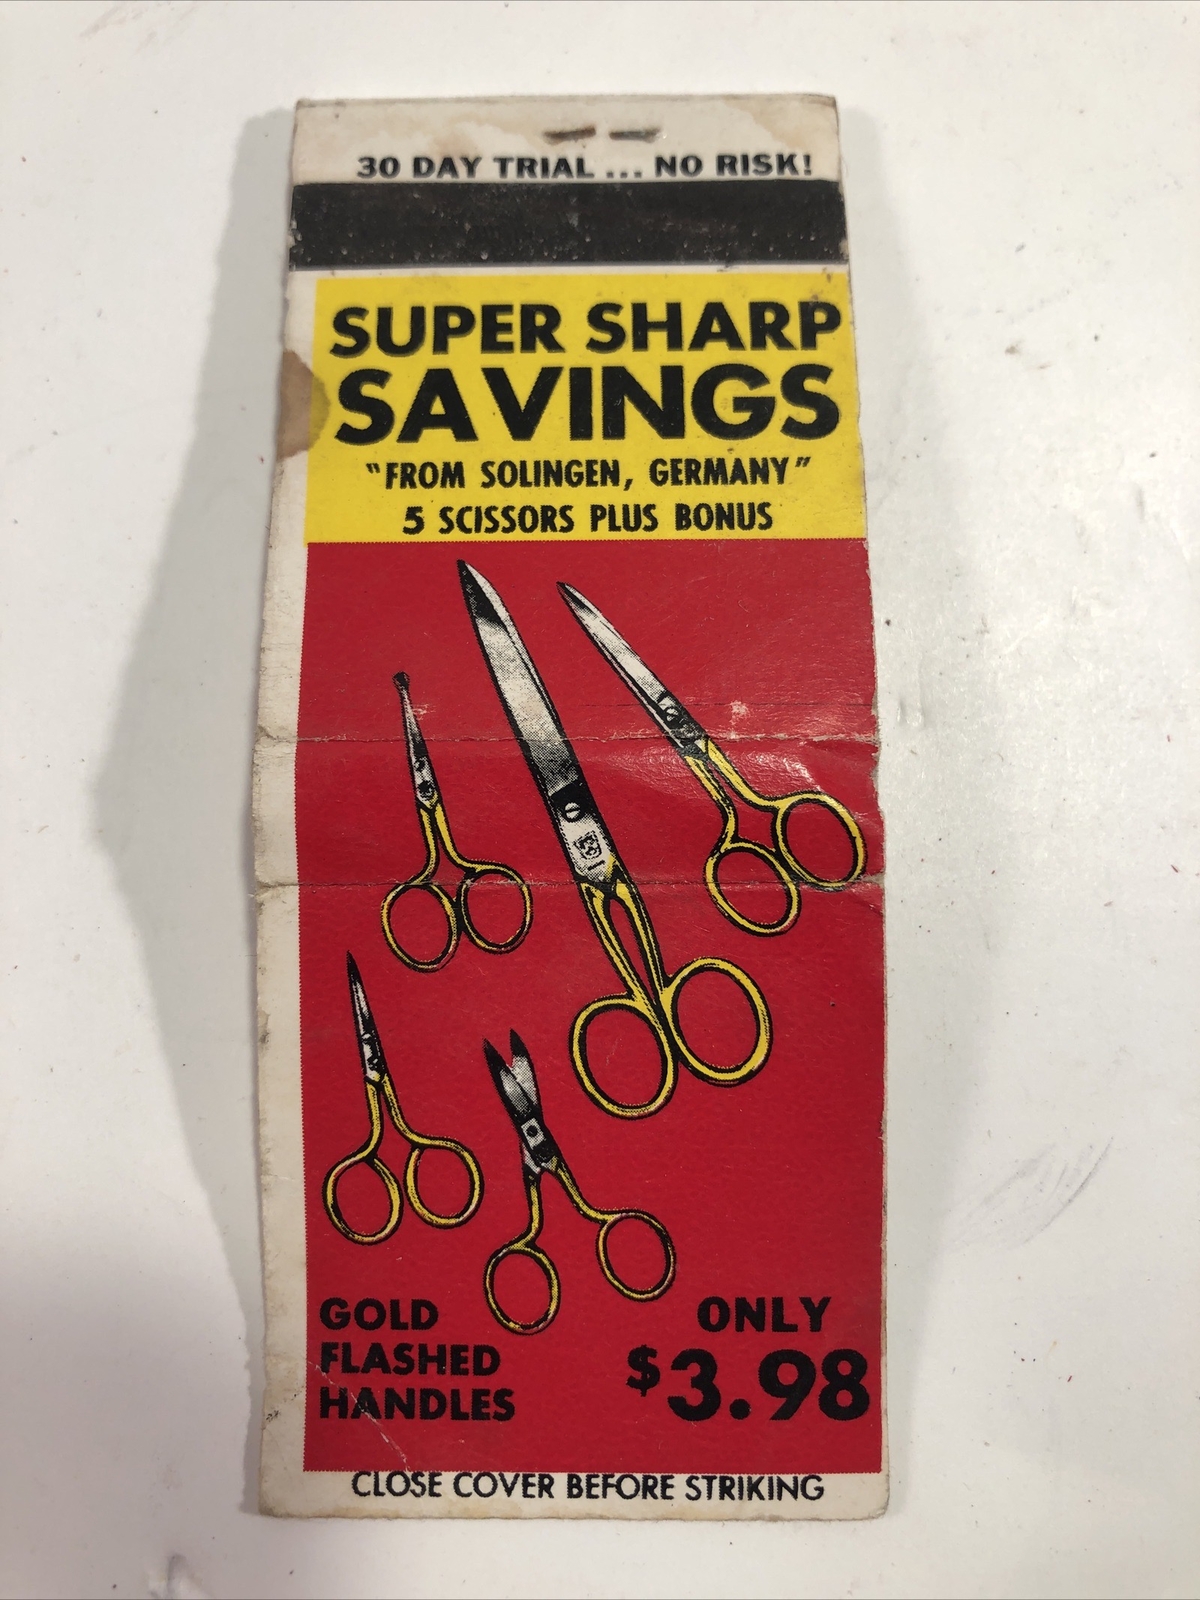 30 DAY TRIAL ... NO RISK!
SUPER SHARP
SAVINGS
"FROM SOLINGEN, GERMANY"
5 SCISSORS PLUS BONUS
GOLD
FLASHED
HANDLES
ONLY
$3.98
CLOSE COVER BEFORE STRIKING